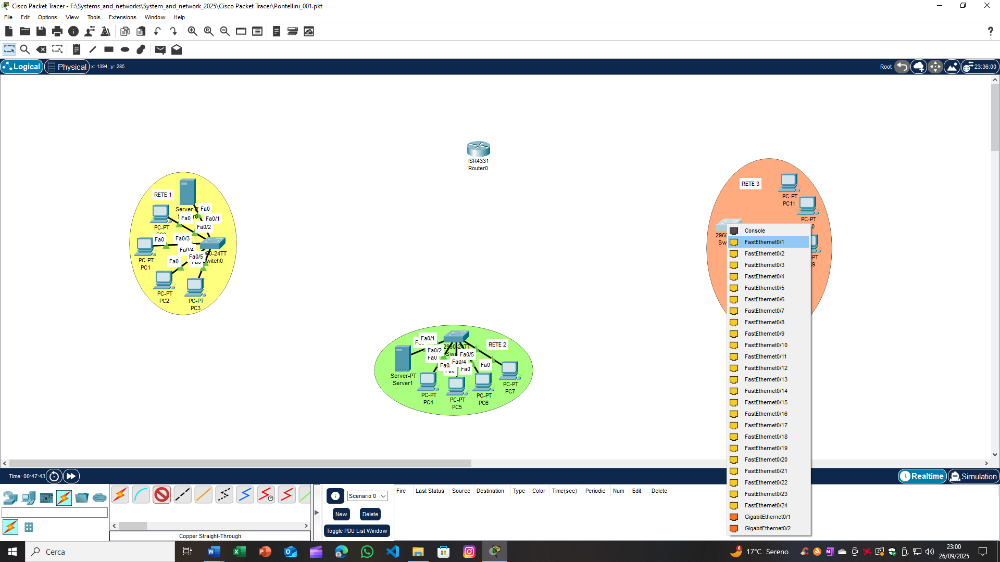 Cisco Packet Tracer - F:\Systems_and_networks\System_and_network_2025\Cisco Packet Tracer\Pontellini_001.pkt
File Edit Options View Tools Extensions Window Help
Logical Physical x: 1394, y: 285 Root 23:36:00
ISR4331
Router0
RETE 1
Server-P
Fa0
Fa0
Fa0/1
Fa0/2
PC-PT
Fa0
Fa0/3
Fa0/4
60-24TT
witch0
PC-PT
PC1
Fa0
Fa0/5
PC-PT
PC2
PC-PT
PC3
RETE 3
PC-PT
PC11
PC-PT
0
2960
Sw
-PT
C9
Fa0/1
2960-24TT
RETE 2
Fa0/2
Swi
Fa0/5
Fa0
Fa0/4
Fa0/
Fa0
Fa0
Fa0
Server-PT
Server1
PC-PT
PC4
PC-PT
PC5
PC-PT
PC6
PC-PT
PC7
Console
FastEthernet0/1
FastEthernet0/2
FastEthernet0/3
FastEthernet0/4
FastEthernet0/5
FastEthernet0/6
FastEthernet0/7
FastEthernet0/8
FastEthernet0/9
FastEthernet0/10
FastEthernet0/11
FastEthernet0/12
FastEthernet0/13
FastEthernet0/14
FastEthernet0/15
FastEthernet0/16
FastEthernet0/17
FastEthernet0/18
FastEthernet0/19
FastEthernet0/20
FastEthernet0/21
FastEthernet0/22
FastEthernet0/23
FastEthernet0/24
GigabitEthernet0/1
GigabitEthernet0/2
Time: 00:47:43 Realtime Simulation
Scenario 0
New Delete
Toggle PDU List Window
Fire Last Status Source Destination Type Color Time(sec) Periodic Num Edit Delete
Copper Straight-Through
Cerca
6
17°C Sereno
23:00
26/09/2025